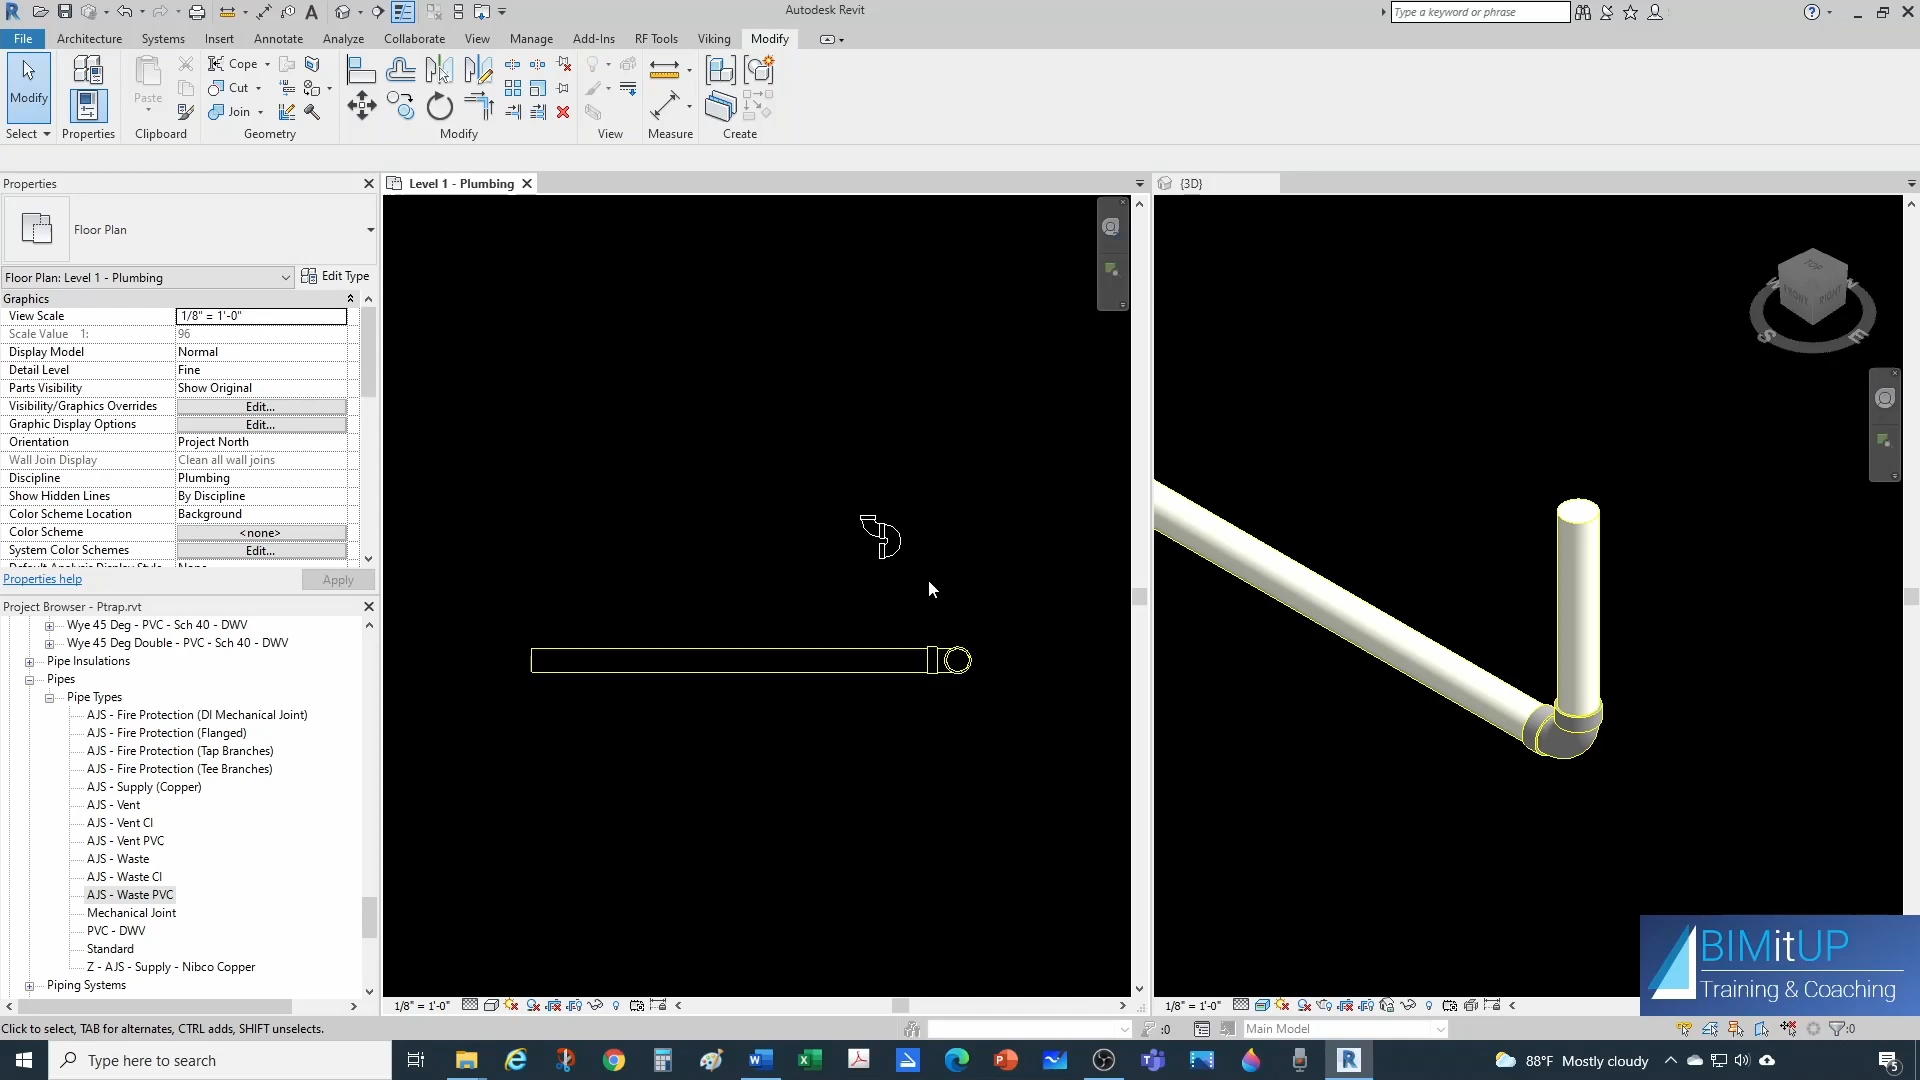 Autodesk Revit
Type a keyword or phrase
File Architecture Systems Insert Annotate Analyze Collaborate View Manage Add-Ins RF Tools Viking Modify
Modify
Paste
Cope
Cut
Join
Select Properties Clipboard Geometry Modify View Measure Create
Properties
Level 1 - Plumbing
{3D}
Floor Plan
Floor Plan: Level 1 - Plumbing
Edit Type
Graphics
View Scale 1/8" = 1'-0"
Scale Value 1: 96
Display Model Normal
Detail Level Fine
Parts Visibility Show Original
Visibility/Graphics Overrides Edit...
Graphic Display Options Edit...
Orientation Project North
Wall Join Display Clean all wall joins
Discipline Plumbing
Show Hidden Lines By Discipline
Color Scheme Location Background
Color Scheme <none>
System Color Schemes Edit...
Default Analysis Display Style None
Properties help
Apply
TOP
FRONT
RIGHT
S
E
Project Browser - Ptrap.rvt
Wye 45 Deg - PVC - Sch 40 - DWV
Wye 45 Deg Double - PVC - Sch 40 - DWV
Pipe Insulations
Pipes
Pipe Types
AJS - Fire Protection (DI Mechanical Joint)
AJS - Fire Protection (Flanged)
AJS - Fire Protection (Tap Branches)
AJS - Fire Protection (Tee Branches)
AJS - Supply (Copper)
AJS - Vent
AJS - Vent CI
AJS - Vent PVC
AJS - Waste
AJS - Waste CI
AJS - Waste PVC
Mechanical Joint
PVC - DWV
Standard
Z - AJS - Supply - Nibco Copper
Piping Systems
BIMitUP
Training & Coaching
1/8" = 1'-0"
1/8" = 1'-0"
Click to select, TAB for alternates, CTRL adds, SHIFT unselects.
:0
Main Model
:0
Type here to search
88°F Mostly cloudy
5